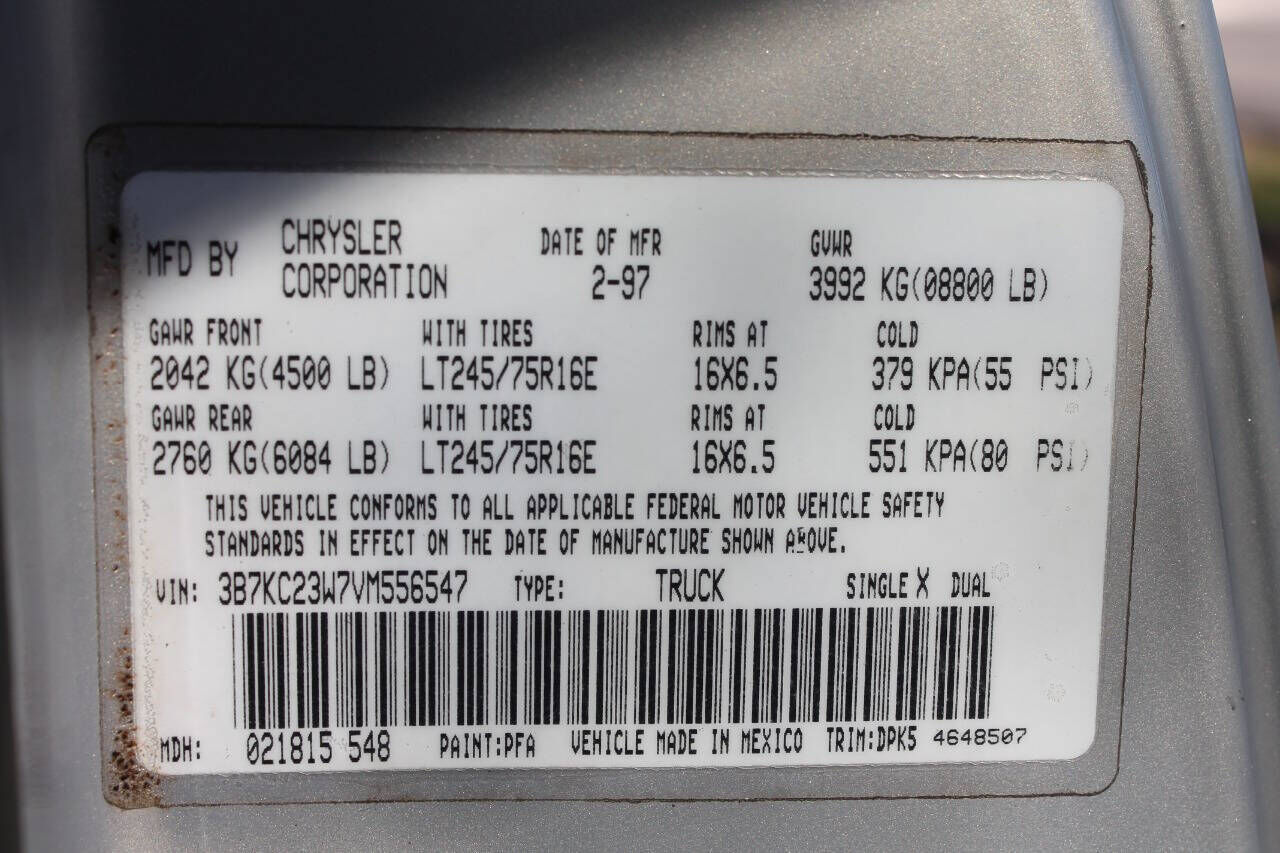 MFD BY CHRYSLER CORPORATION DATE OF MFR 2-97 GVWR 3992 KG(08800 LB)
GAWR FRONT WITH TIRES RIMS AT COLD
2042 KG(4500 LB) LT245/75R16E 16X6.5 379 KPA(55 PSI)
GAWR REAR WITH TIRES RIMS AT COLD
2760 KG(6084 LB) LT245/75R16E 16X6.5 551 KPA(80 PSI)
THIS VEHICLE CONFORMS TO ALL APPLICABLE FEDERAL MOTOR VEHICLE SAFETY
STANDARDS IN EFFECT ON THE DATE OF MANUFACTURE SHOWN ABOVE.
VIN: 3B7KC23W7VM556547 TYPE: TRUCK SINGLE X DUAL
MDH: 021815 548 PAINT:PFA VEHICLE MADE IN MEXICO TRIM:DPK5 4648507